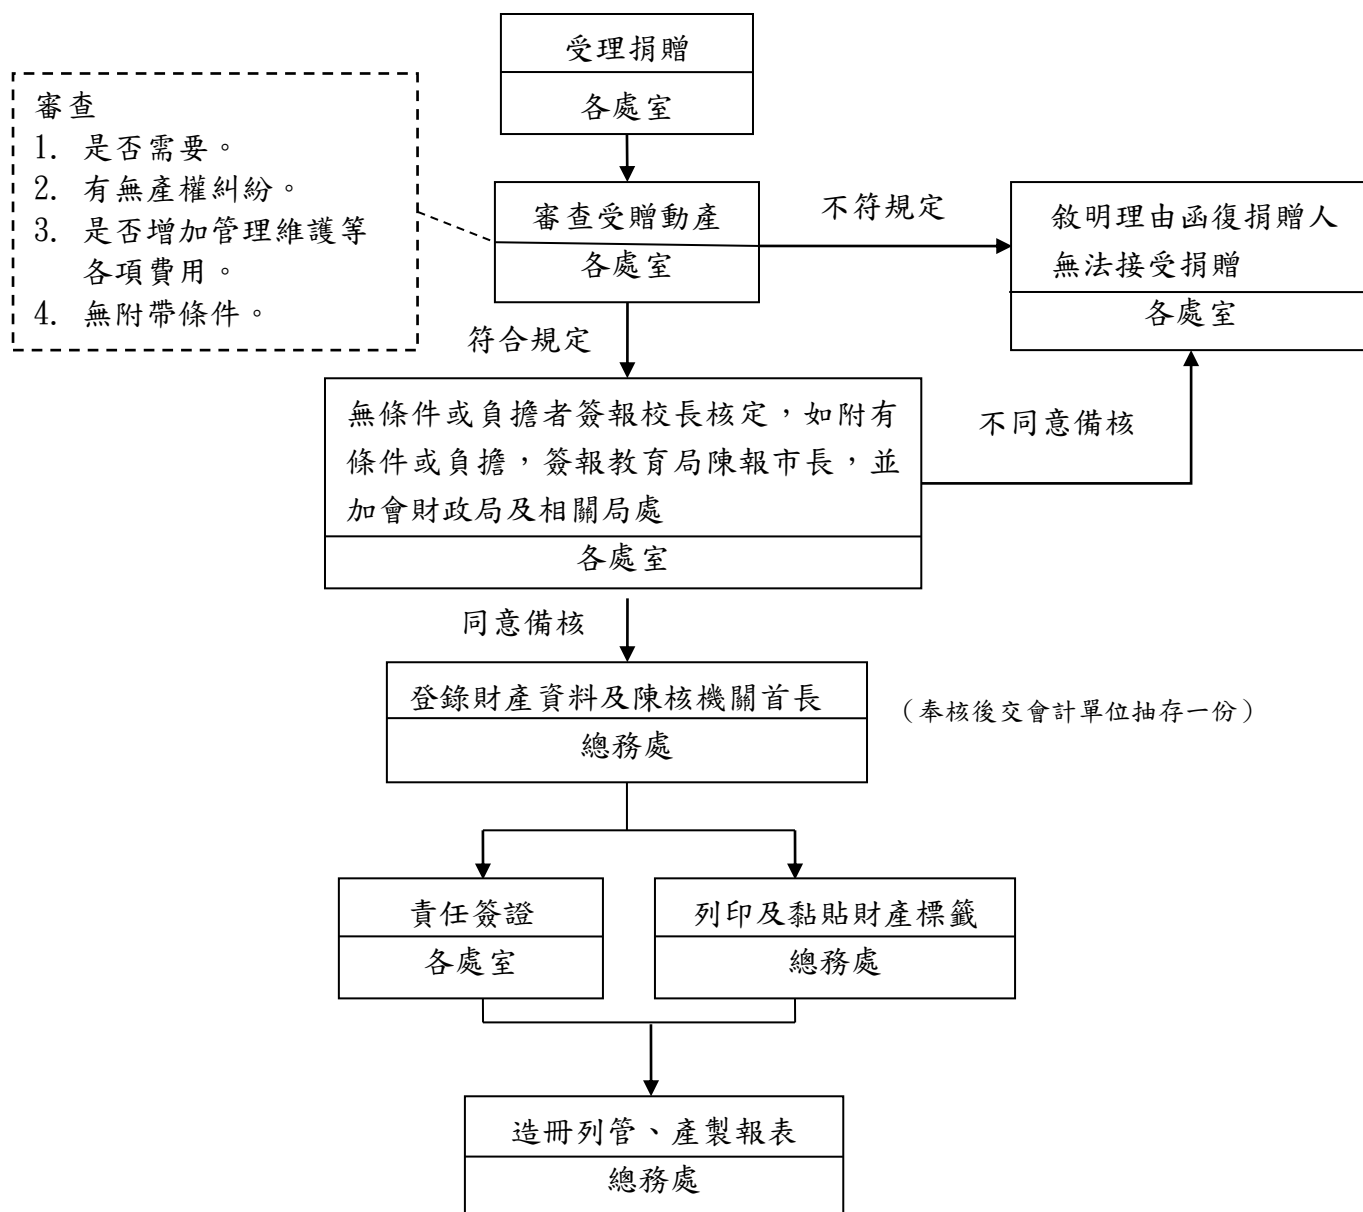 受理捐贈
各處室
審查
1. 是否需要。
2. 有無產權糾紛。
3. 是否增加管理維護等
各項費用。
4. 無附帶條件。
審查受贈動產
各處室
不符規定
敘明理由函復捐贈人
無法接受捐贈
各處室
符合規定
無條件或負擔者簽報校長核定，如附有
條件或負擔，簽報教育局陳報市長，並
加會財政局及相關局處
各處室
不同意備核
同意備核
登錄財產資料及陳核機關首長
總務處
（奉核後交會計單位抽存一份）
責任簽證
各處室
列印及黏貼財產標籤
總務處
造冊列管、產製報表
總務處